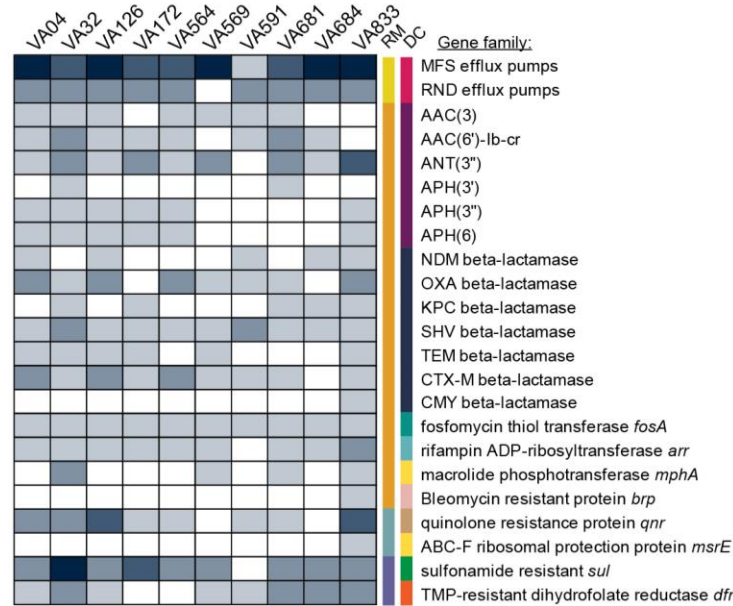 VA04 VA32 VA126 VA172 VA564 VA569 VA591 VA681 VA684 VA833 RM DC
Gene family:
MFS efflux pumps
RND efflux pumps
AAC(3)
AAC(6')-Ib-cr
ANT(3")
APH(3')
APH(3")
APH(6)
NDM beta-lactamase
OXA beta-lactamase
KPC beta-lactamase
SHV beta-lactamase
TEM beta-lactamase
CTX-M beta-lactamase
CMY beta-lactamase
fosfomycin thiol transferase fosA
rifampin ADP-ribosyltransferase arr
macrolide phosphotransferase mphA
Bleomycin resistant protein brp
quinolone resistance protein qnr
ABC-F ribosomal protection protein msrE
sulfonamide resistant sul
TMP-resistant dihydrofolate reductase dfr